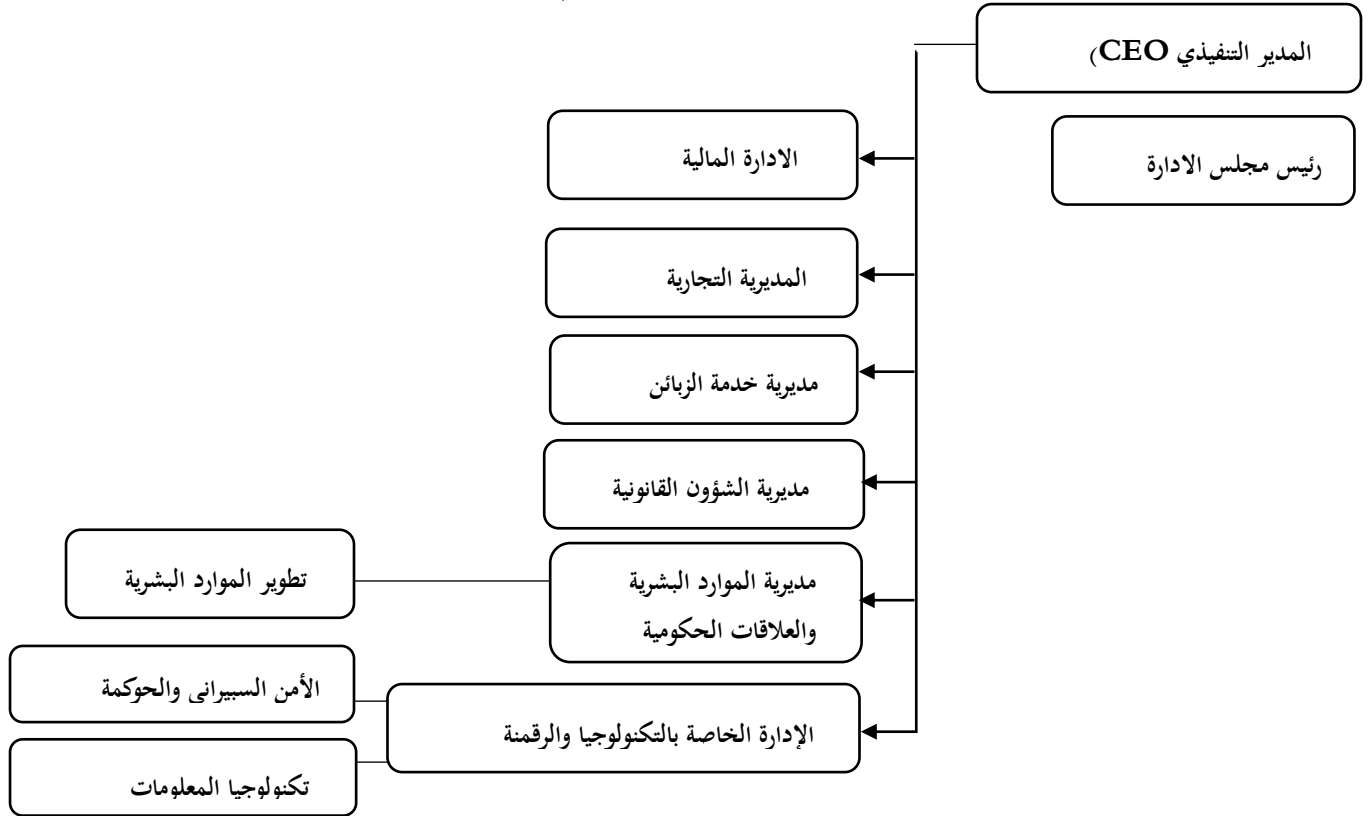 المدير التنفيذي CEO)
رئيس مجلس الادارة
الادارة المالية
المديرية التجارية
مديرية خدمة الزبائن
مديرية الشؤون القانونية
مديرية الموارد البشرية
والعلاقات الحكومية
تطوير الموارد البشرية
الإدارة الخاصة بالتكنولوجيا والرقمنة
الأمن السبيراني والحوكمة
تكنولوجيا المعلومات